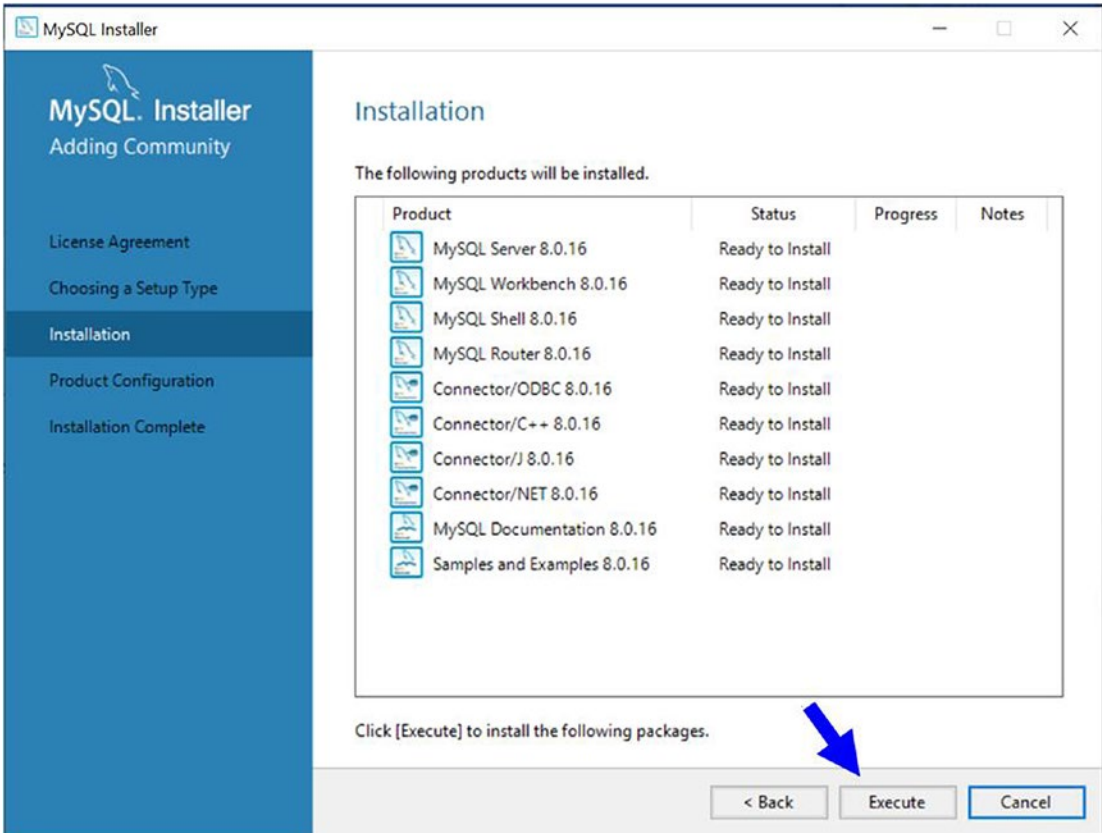 MySQL Installer
MySQL. Installer
Adding Community
License Agreement
Choosing a Setup Type
Installation
Product Configuration
Installation Complete
Installation
The following products will be installed.
Product Status Progress Notes
MySQL Server 8.0.16 Ready to Install
MySQL Workbench 8.0.16 Ready to Install
MySQL Shell 8.0.16 Ready to Install
MySQL Router 8.0.16 Ready to Install
Connector/ODBC 8.0.16 Ready to Install
Connector/C++ 8.0.16 Ready to Install
Connector/J 8.0.16 Ready to Install
Connector/NET 8.0.16 Ready to Install
MySQL Documentation 8.0.16 Ready to Install
Samples and Examples 8.0.16 Ready to Install
Click [Execute] to install the following packages.
< Back Execute Cancel